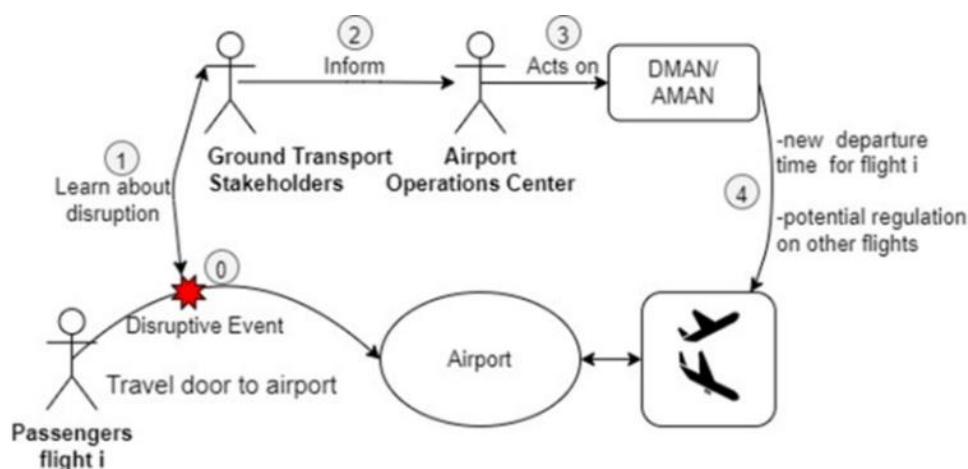 2
Inform
3
Acts on
DMAN/
AMAN
1
Learn about
disruption
Ground Transport
Stakeholders
Airport
Operations Center
-new departure
time for flight i
4
-potential regulation
on other flights
0
Disruptive Event
Travel door to airport
Airport
Passengers
flight i